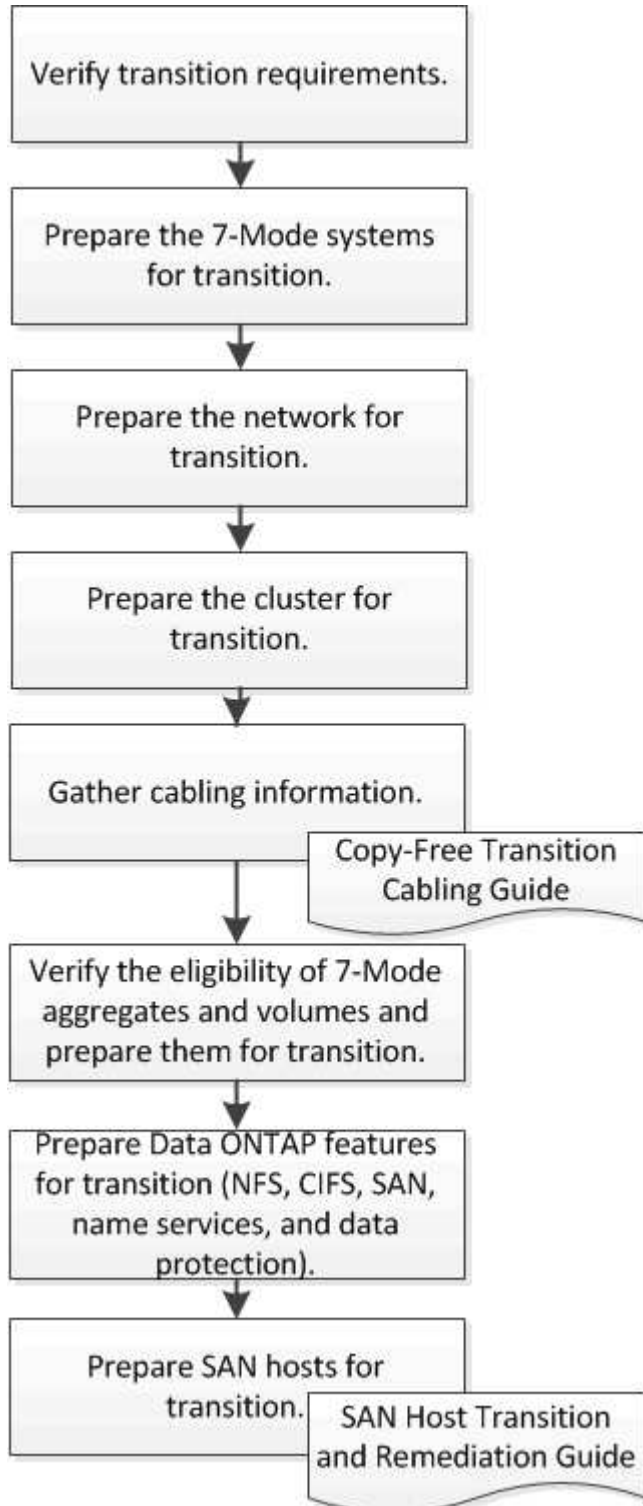 Verify transition requirements.
Prepare the 7-Mode systems
for transition.
Prepare the network for
transition.
Prepare the cluster for
transition.
Gather cabling information.
Copy-Free Transition
Cabling Guide
Verify the eligibility of 7-Mode
aggregates and volumes and
prepare them for transition.
Prepare Data ONTAP features
for transition (NFS, CIFS, SAN,
name services, and data
protection).
Prepare SAN hosts for
transition.
SAN Host Transition
and Remediation Guide